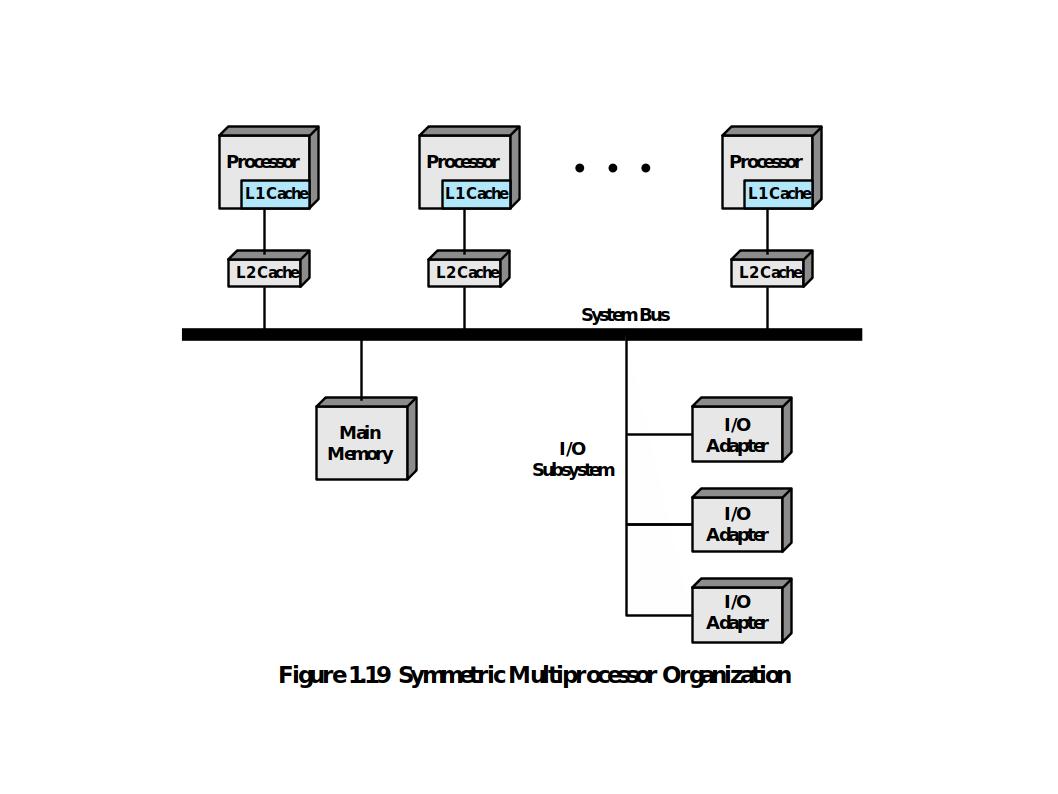 Processor
L1 Cache
Processor
L1 Cache
• • •
Processor
L1 Cache
L2 Cache
L2 Cache
L2 Cache
System Bus
Main
Memory
I/O
Subsystem
I/O
Adapter
I/O
Adapter
I/O
Adapter
Figure 1.19 Symmetric Multiprocessor Organization